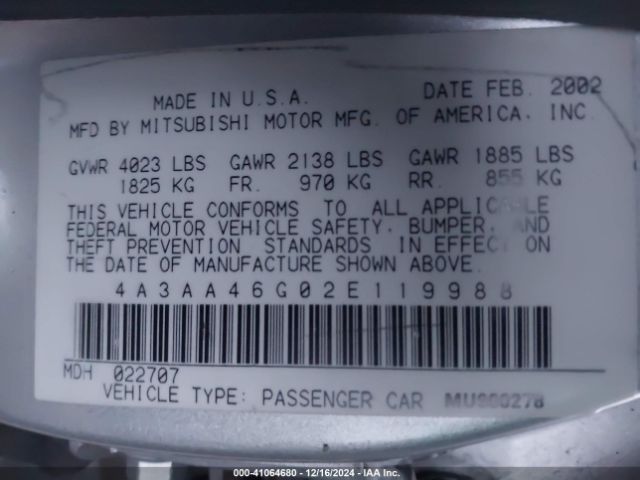 MADE IN U.S.A. DATE FEB. 2002
MFD BY MITSUBISHI MOTOR MFG. OF AMERICA, INC.
GVWR 4023 LBS GAWR 2138 LBS GAWR 1885 LBS
1825 KG FR. 970 KG RR. 855 KG
THIS VEHICLE CONFORMS TO ALL APPLICABLE
FEDERAL MOTOR VEHICLE SAFETY, BUMPER, AND
THEFT PREVENTION STANDARDS IN EFFECT ON
THE DATE OF MANUFACTURE SHOWN ABOVE.
4A3AA46G02E119988
MDH 022707
VEHICLE TYPE: PASSENGER CAR
000-41064680 - 12/16/2024 - IAA Inc.